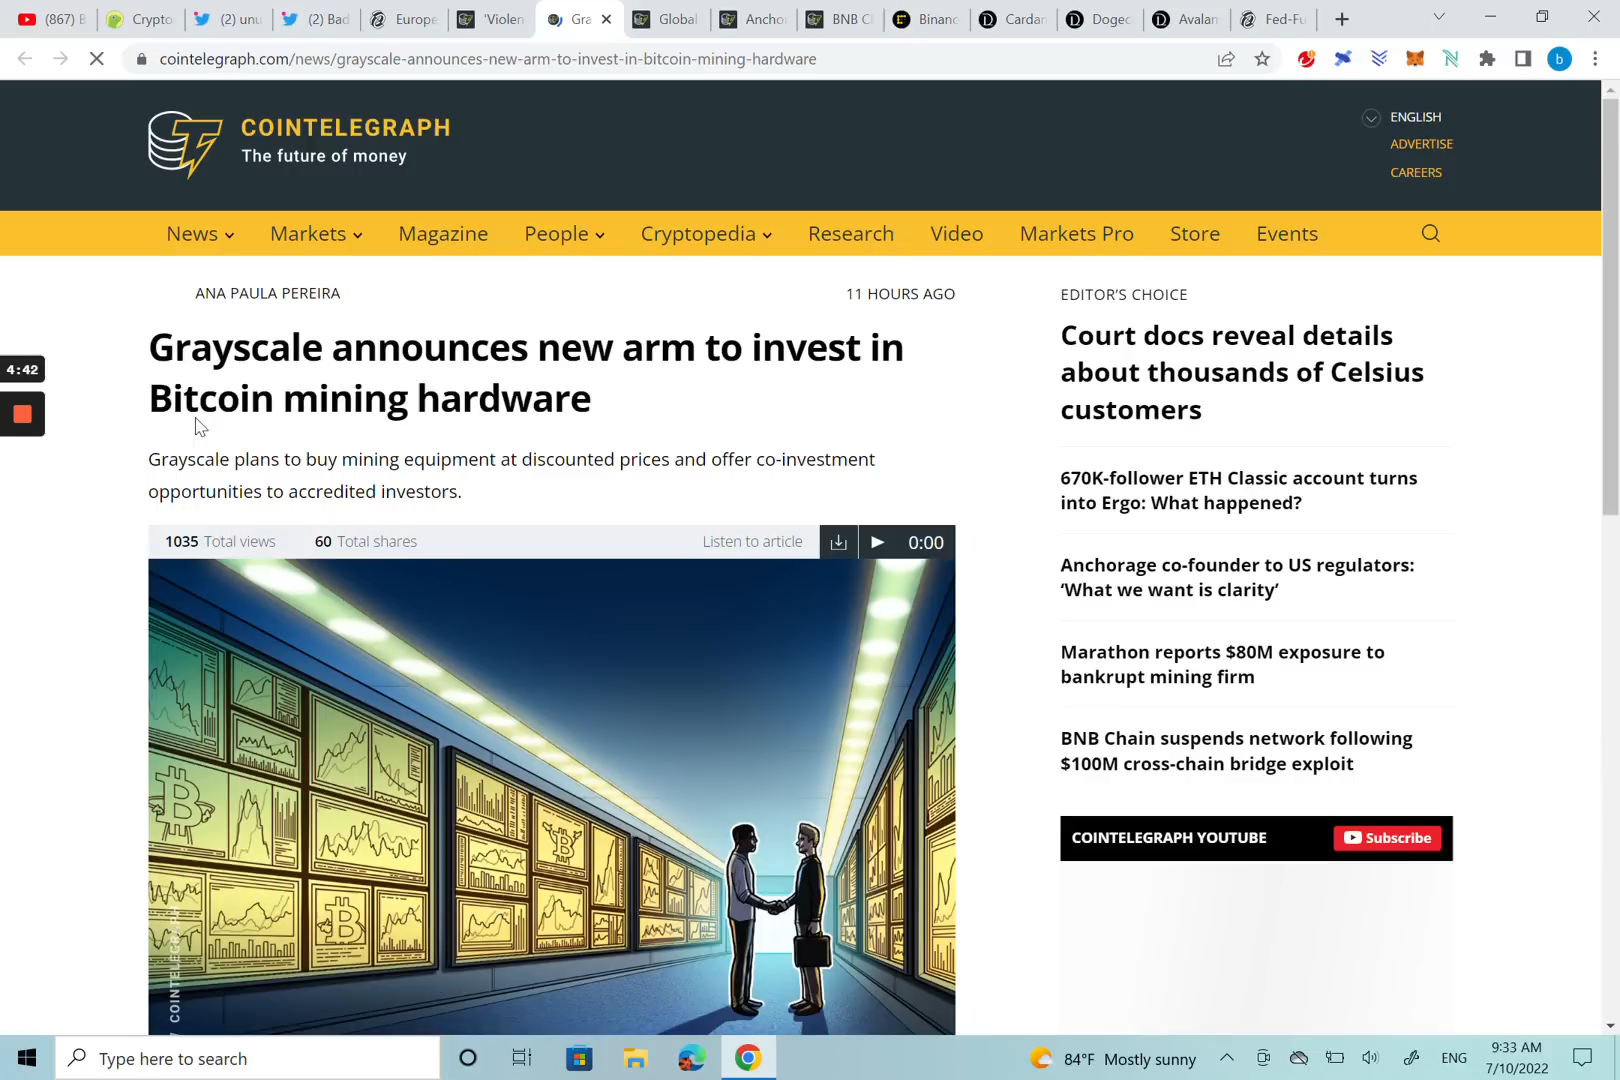 (867) B
Crypto
(2) unu
(2) Bad
Europe
'Violen
Gra
Global
Ancho
BNB C
Binanc
Cardan
Dogec
Avalan
Fed-Fu
cointelegraph.com/news/grayscale-announces-new-arm-to-invest-in-bitcoin-mining-hardware
b
COINTELEGRAPH
The future of money
ENGLISH
ADVERTISE
CAREERS
News
Markets
Magazine
People
Cryptopedia
Research
Video
Markets Pro
Store
Events
ANA PAULA PEREIRA
11 HOURS AGO
Grayscale announces new arm to invest in
Bitcoin mining hardware
Grayscale plans to buy mining equipment at discounted prices and offer co-investment
opportunities to accredited investors.
1035 Total views
60 Total shares
Listen to article
0:00
COINTELEGRAPH
4:42
EDITOR'S CHOICE
Court docs reveal details
about thousands of Celsius
customers
670K-follower ETH Classic account turns
into Ergo: What happened?
Anchorage co-founder to US regulators:
‘What we want is clarity’
Marathon reports $80M exposure to
bankrupt mining firm
BNB Chain suspends network following
$100M cross-chain bridge exploit
COINTELEGRAPH YOUTUBE
Subscribe
Type here to search
84°F Mostly sunny
ENG
9:33 AM
7/10/2022